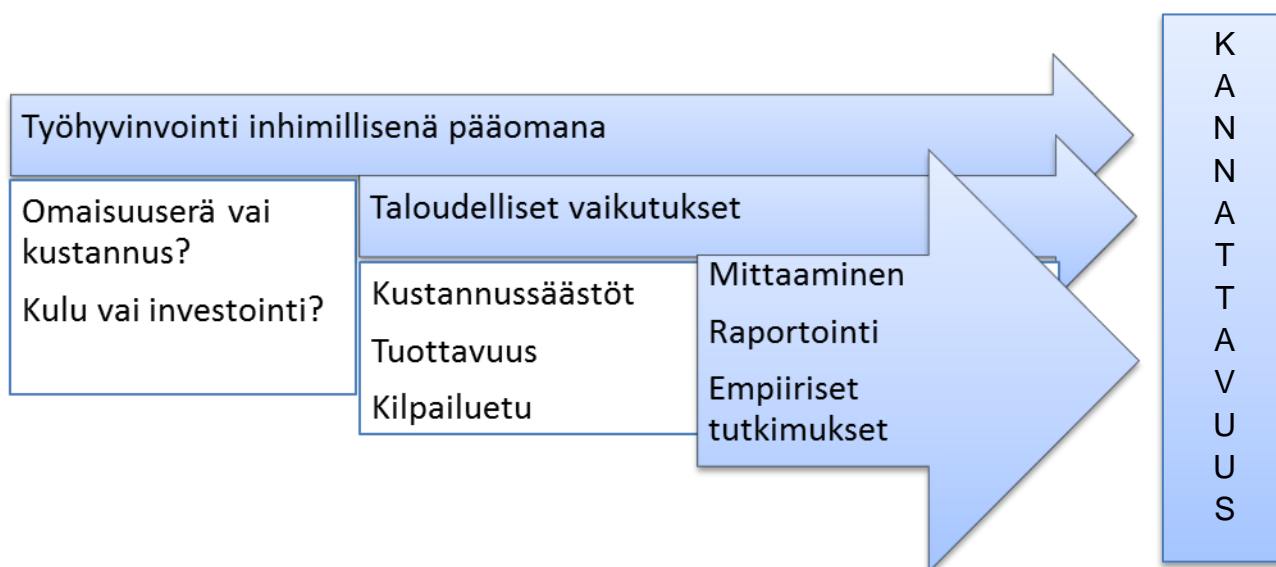 Työhyvinvointi inhimillisenä pääomana
Omaisuuserä vai
kustannus?
Kulu vai investointi?
Taloudelliset vaikutukset
Kustannussäästöt
Tuottavuus
Kilpailuetu
Mittaaminen
Raportointi
Empiiriset
tutkimukset
K
A
N
N
A
T
T
A
V
U
U
S